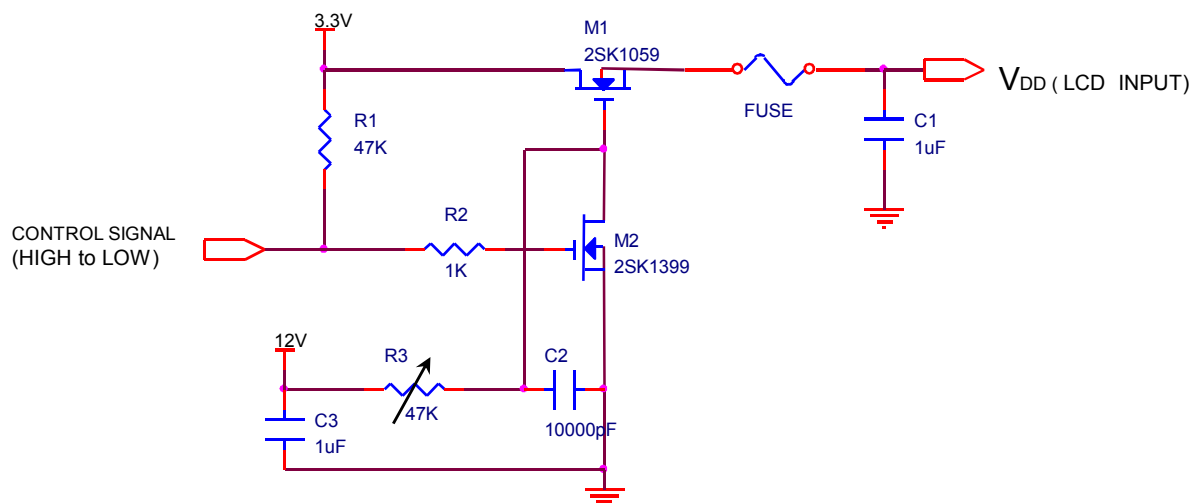 3.3V
M1
2SK1059
R1
47K
FUSE
VDD ( LCD INPUT)
C1
1uF
CONTROL SIGNAL
(HIGH to LOW)
R2
1K
M2
2SK1399
12V
R3
47K
C2
10000pF
C3
1uF